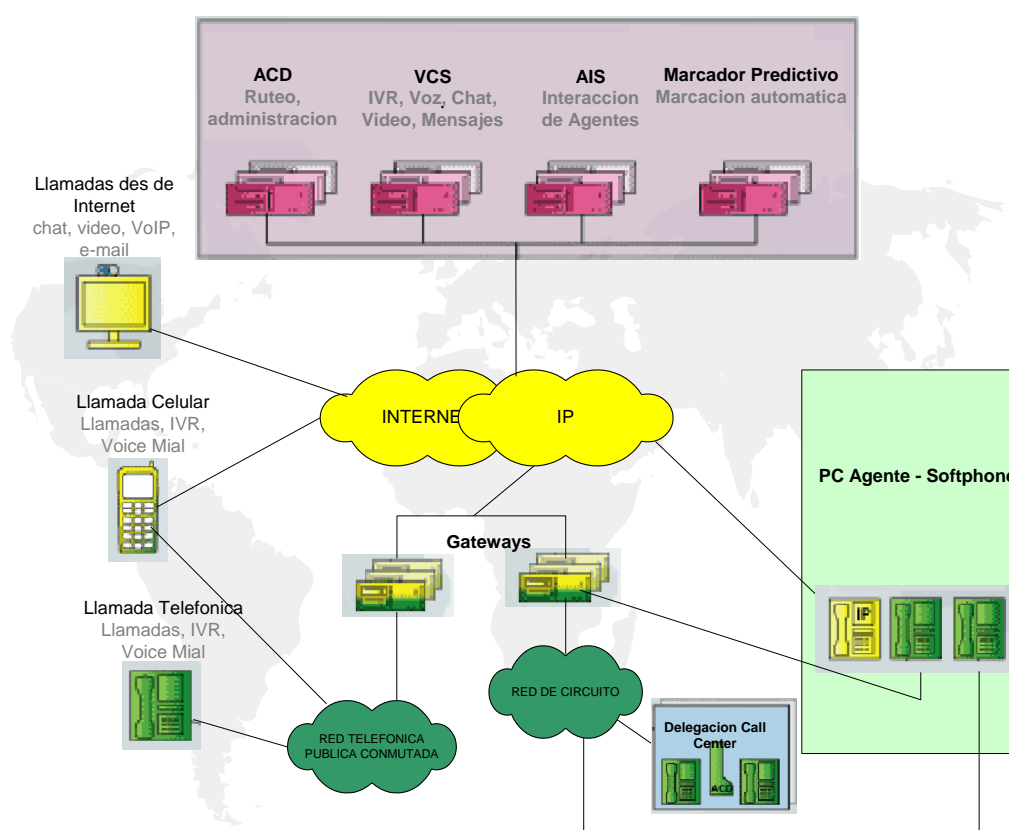 ACD
Ruteo,
administracion
VCS
IVR, Voz, Chat,
Video, Mensajes
AIS
Interaccion
de Agentes
Marcador Predictivo
Marcacion automatica
Llamadas des de
Internet
chat, video, VoIP,
e-mail
INTERNE
IP
Llamada Celular
Llamadas, IVR,
Voice Mial
PC Agente - Softphone
Gateways
IP
Llamada Telefonica
Llamadas, IVR,
Voice Mial
RED DE CIRCUITO
RED TELEFONICA
PUBLICA CONMUTADA
Delegacion Call
Center
ACD